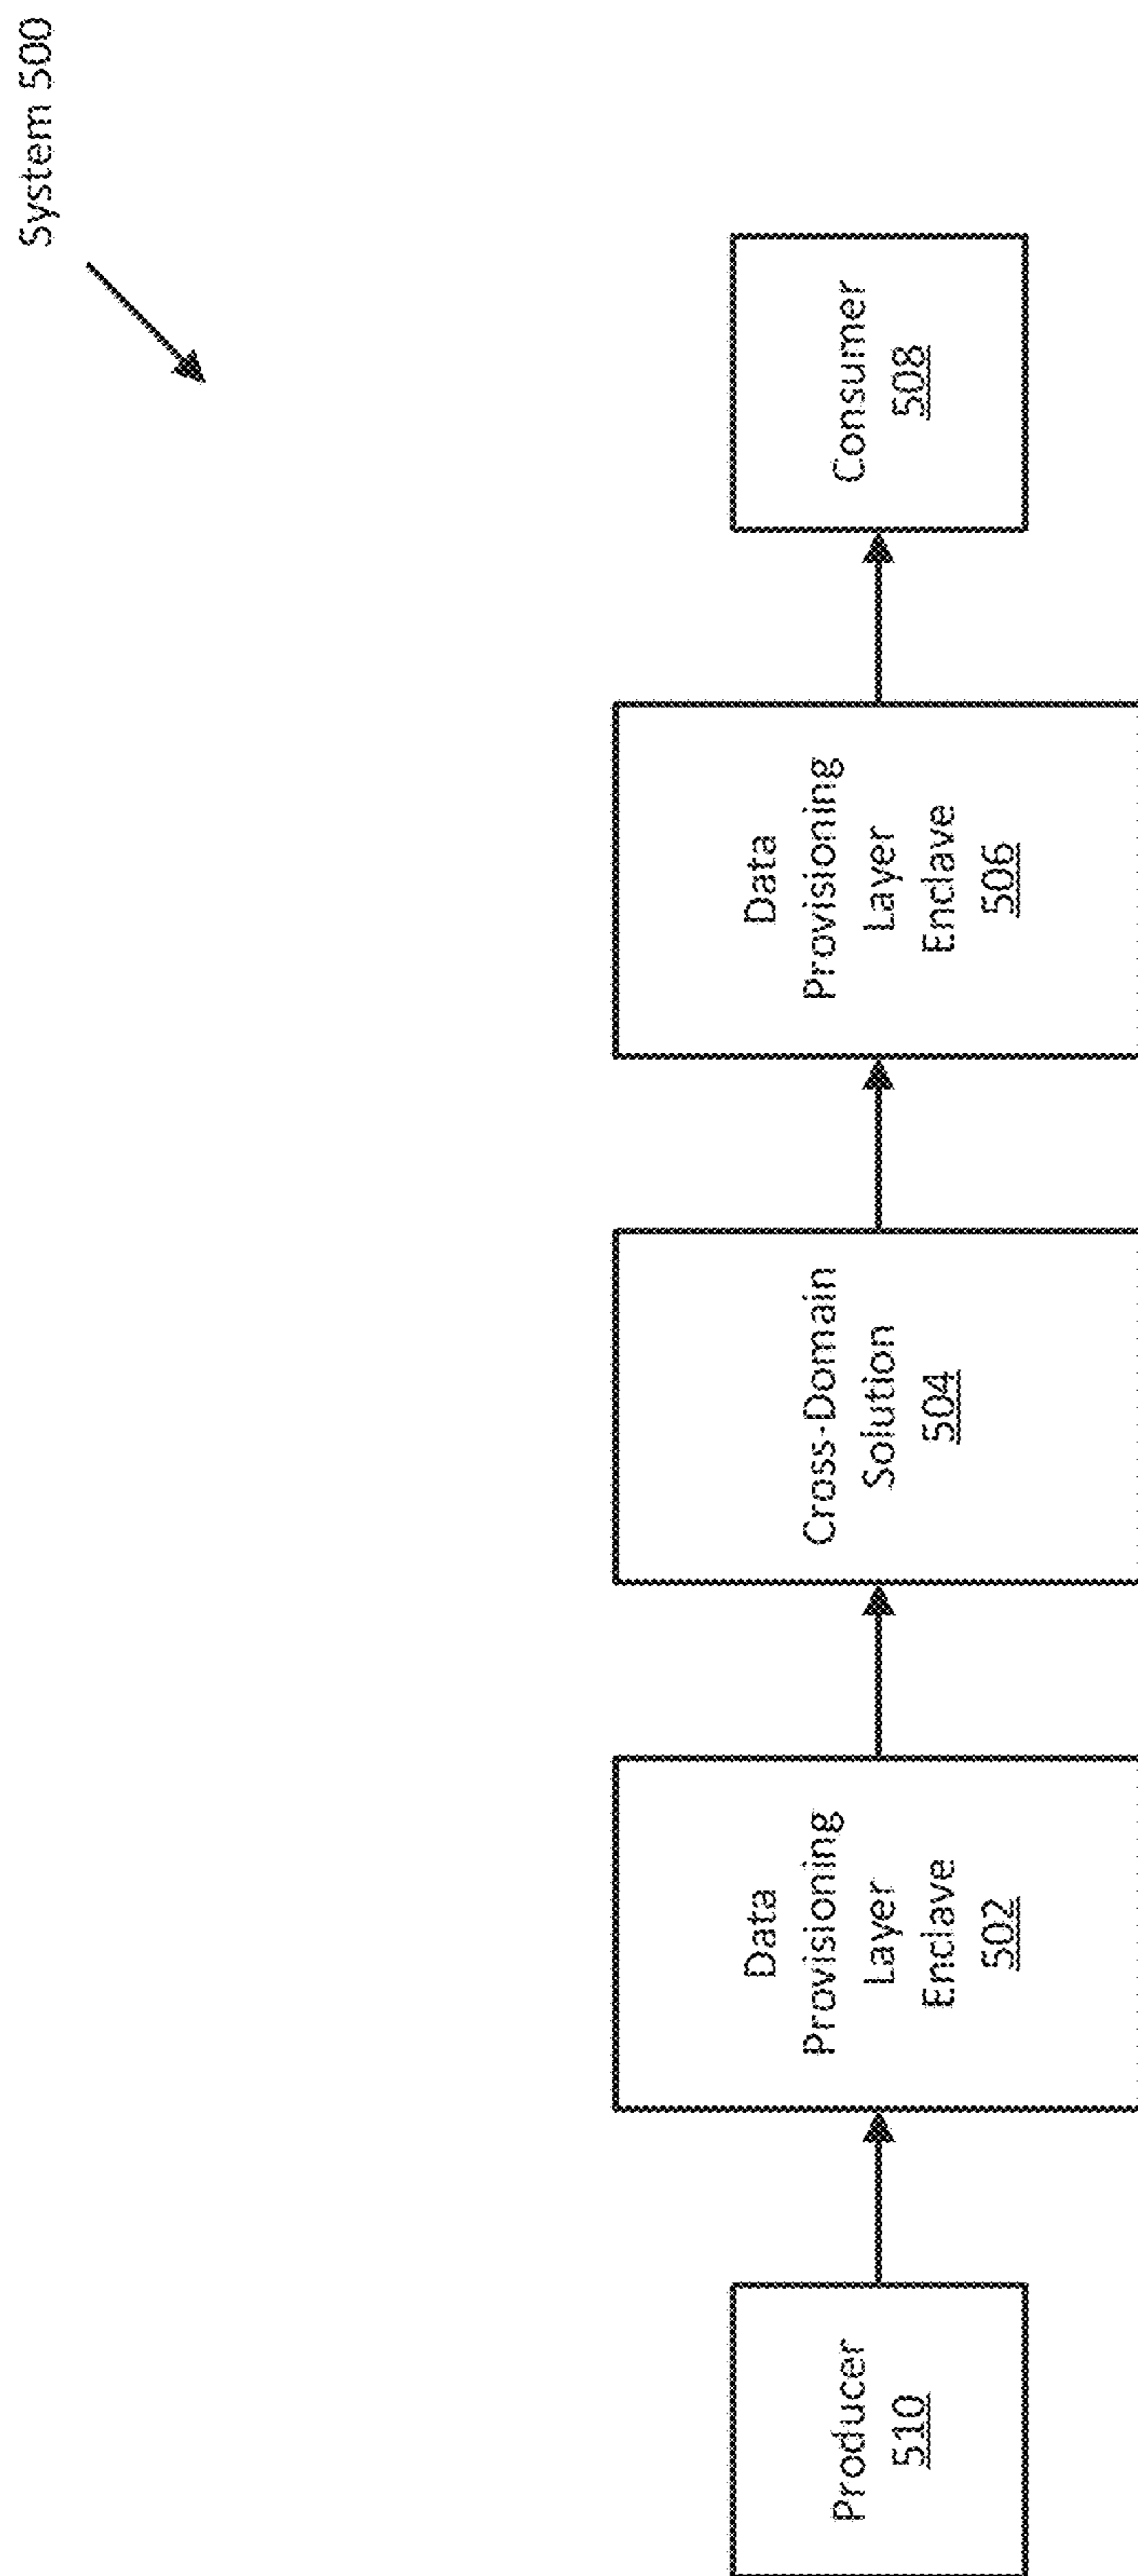 System 500
Producer
510
Data
Provisioning
Layer
Enclave
502
Cross-Domain
Solution
504
Data
Provisioning
Layer
Enclave
506
Consumer
508